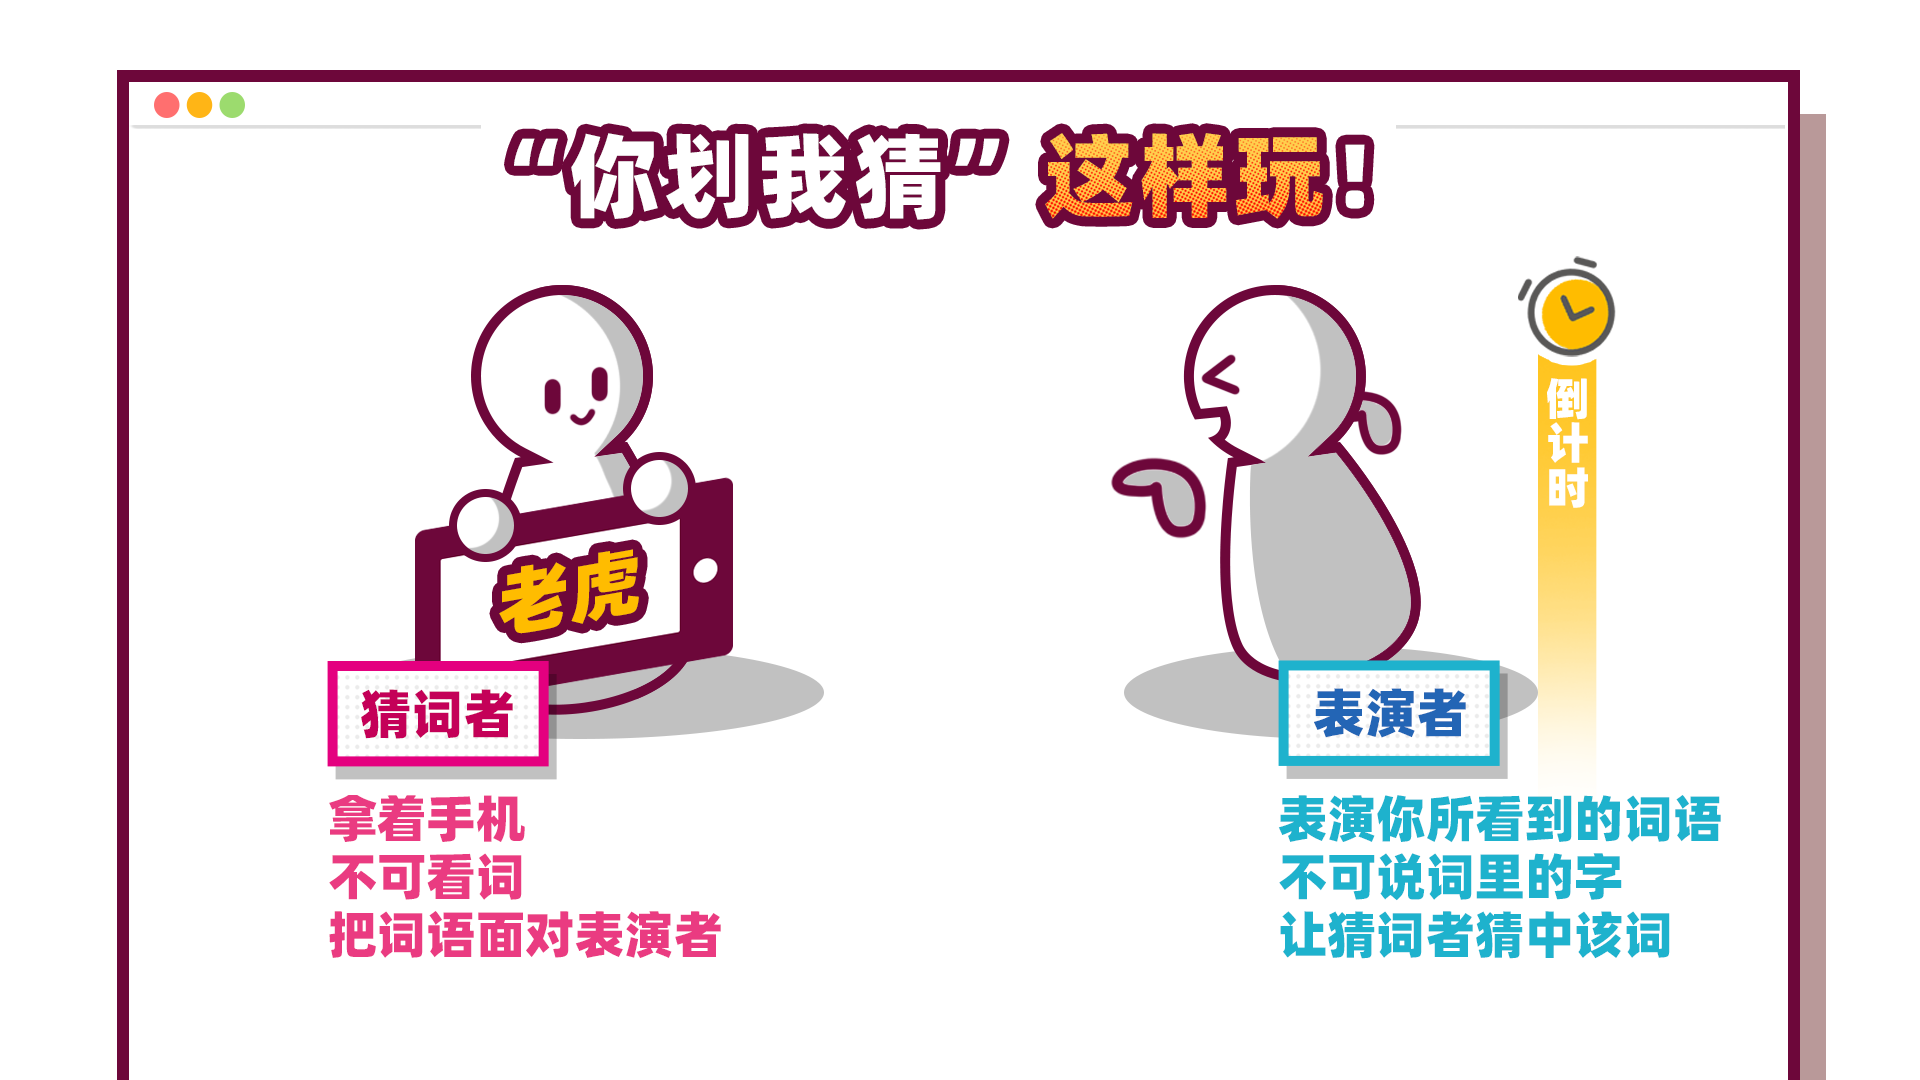 “你划我猜” 这样玩!
倒计时
老虎
猜词者
拿着手机
不可看词
把词语面对表演者
表演者
表演你所看到的词语
不可说词里的字
让猜词者猜中该词